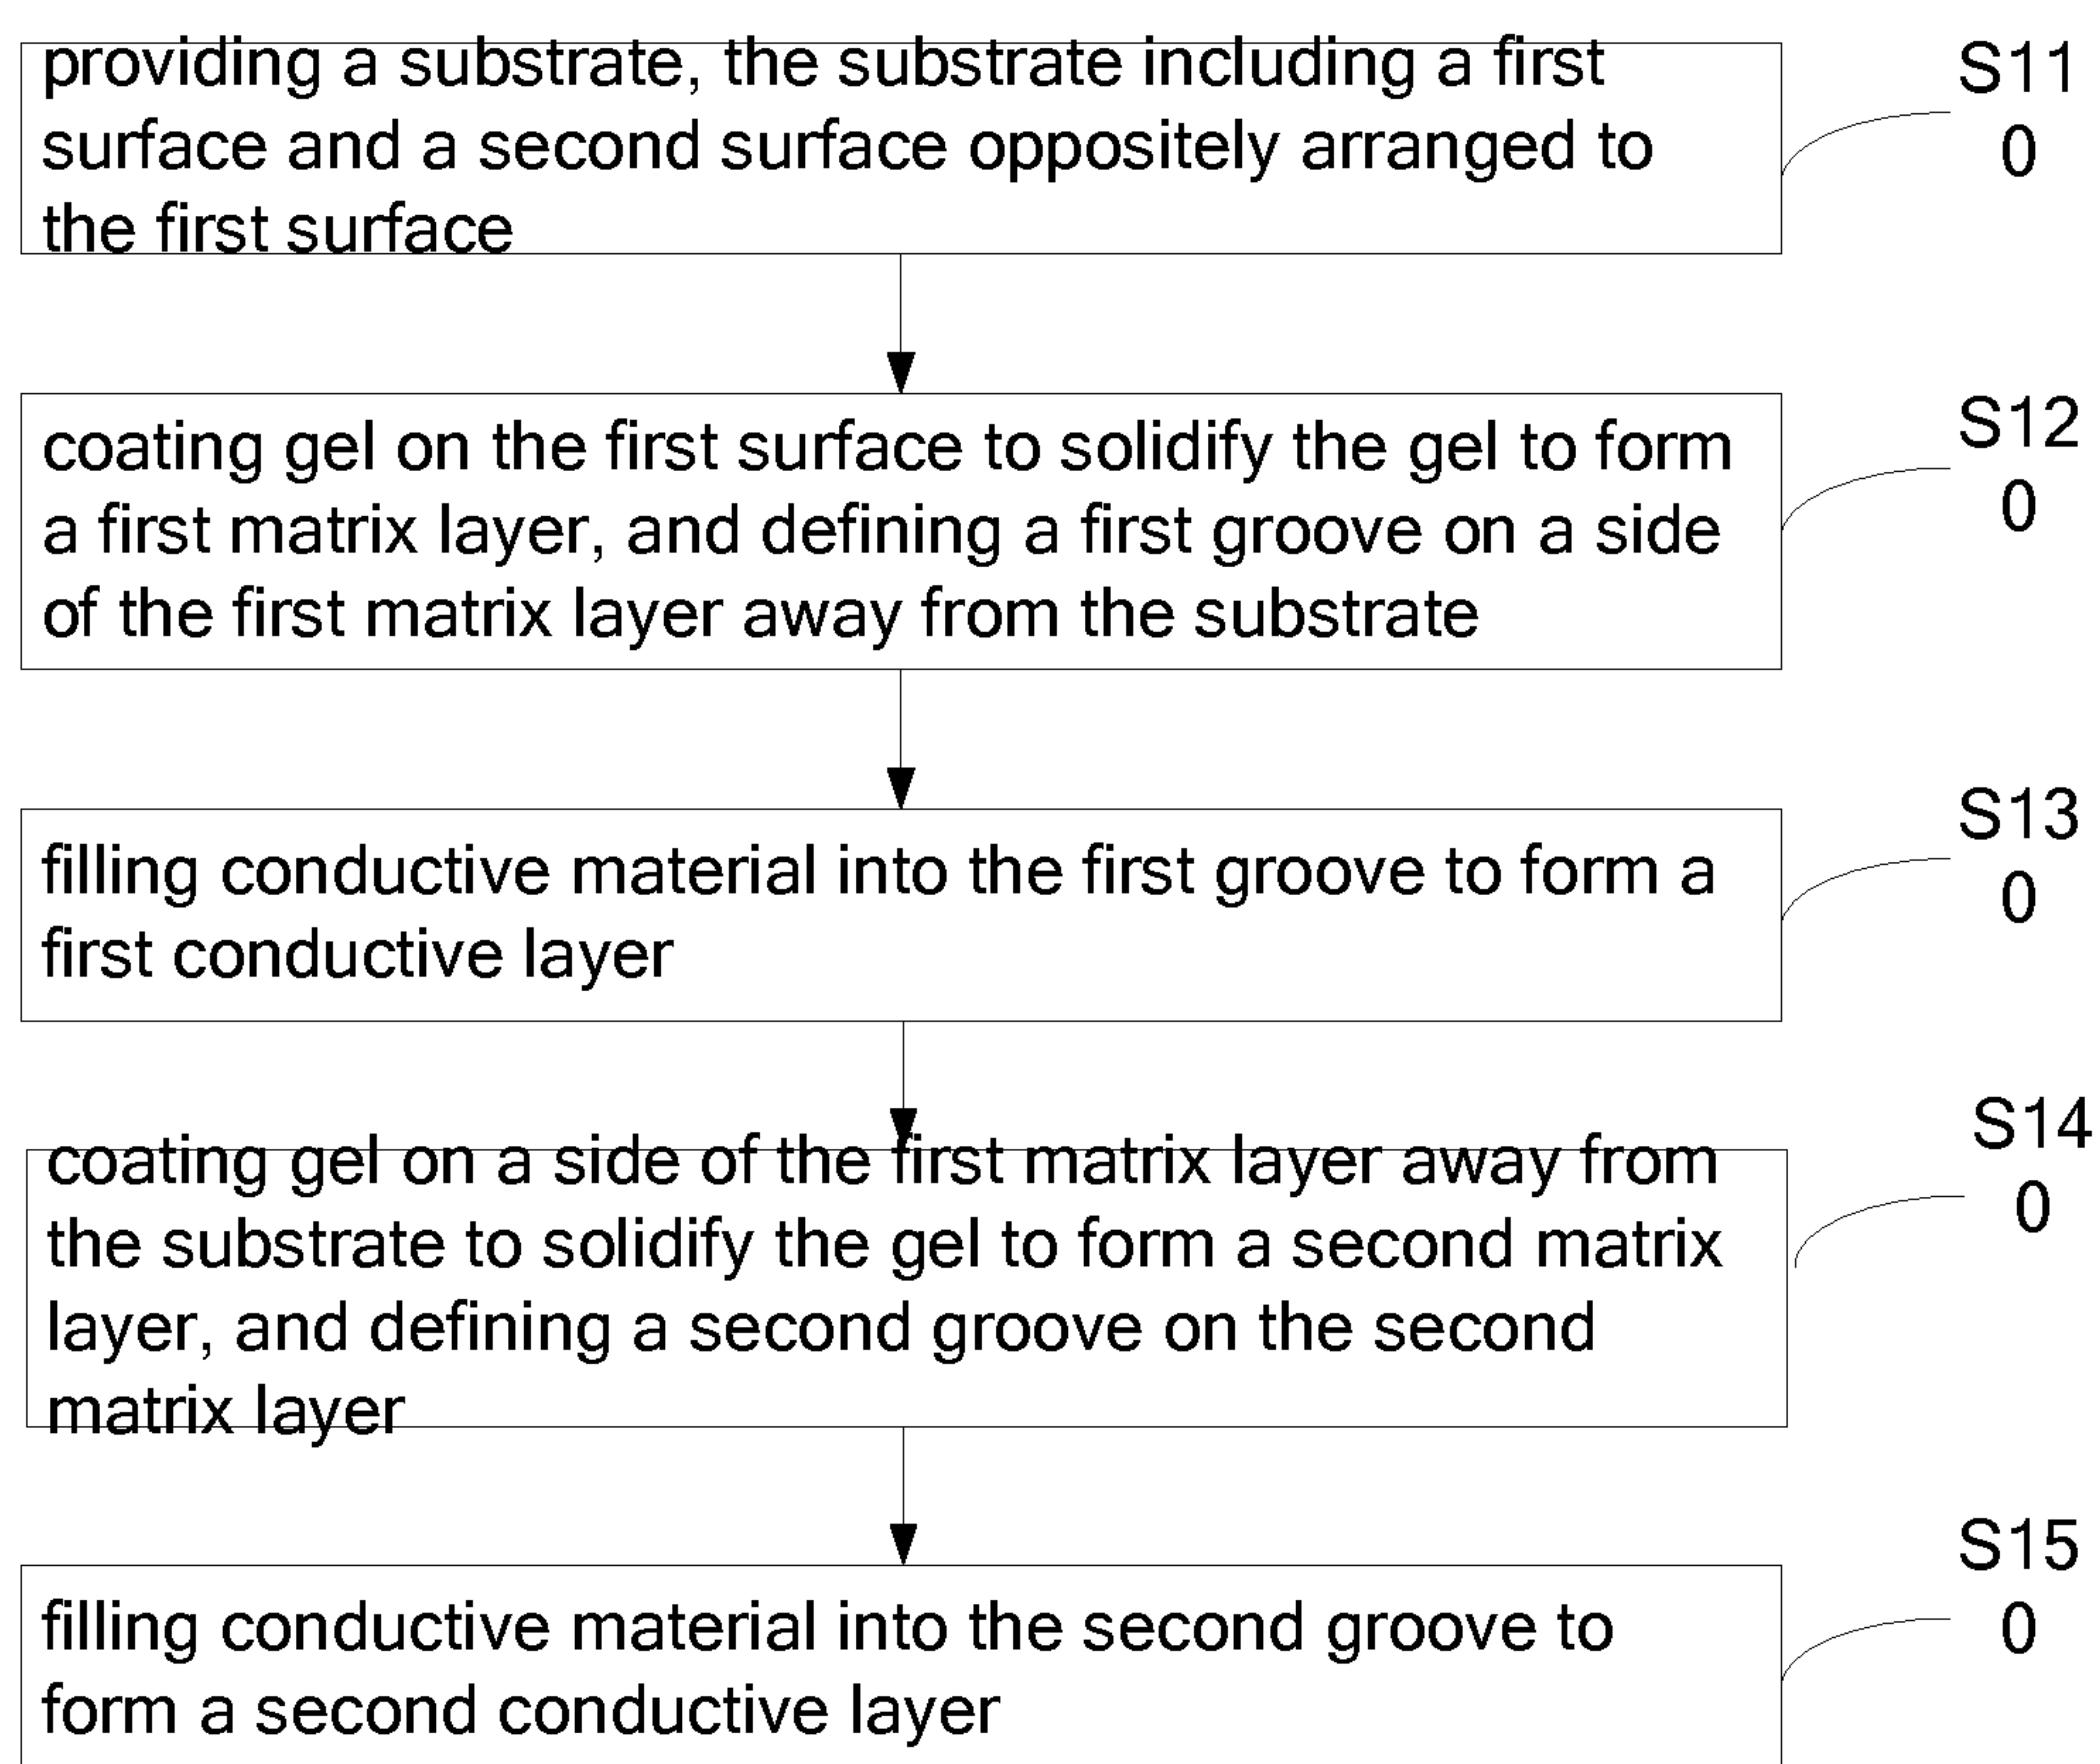 providing a substrate, the substrate including a first
surface and a second surface oppositely arranged to
the first surface
S11
0
coating gel on the first surface to solidify the gel to form
a first matrix layer, and defining a first groove on a side
of the first matrix layer away from the substrate
S12
0
filling conductive material into the first groove to form a
first conductive layer
S13
0
coating gel on a side of the first matrix layer away from
the substrate to solidify the gel to form a second matrix
layer, and defining a second groove on the second
matrix layer
S14
0
filling conductive material into the second groove to
form a second conductive layer
S15
0